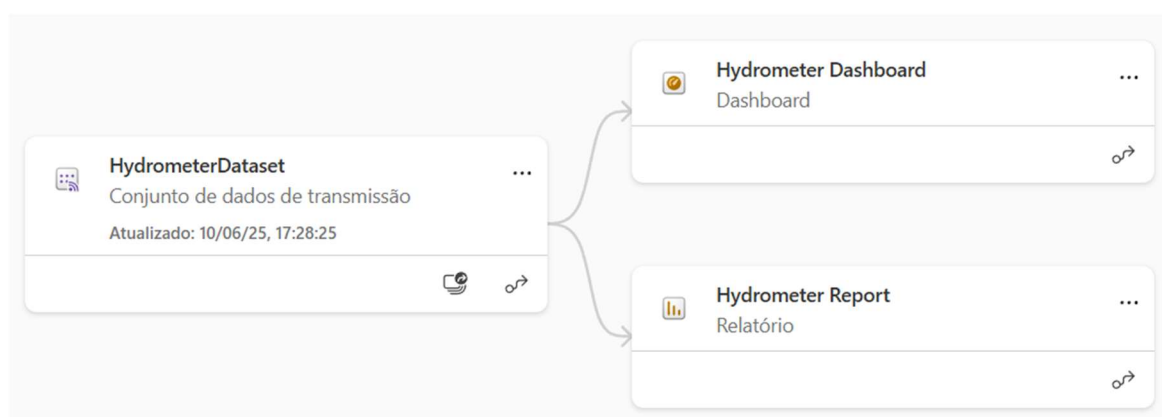 HydrometerDataset
Conjunto de dados de transmissão
Atualizado: 10/06/25, 17:28:25
Hydrometer Dashboard
Dashboard
Hydrometer Report
Relatório